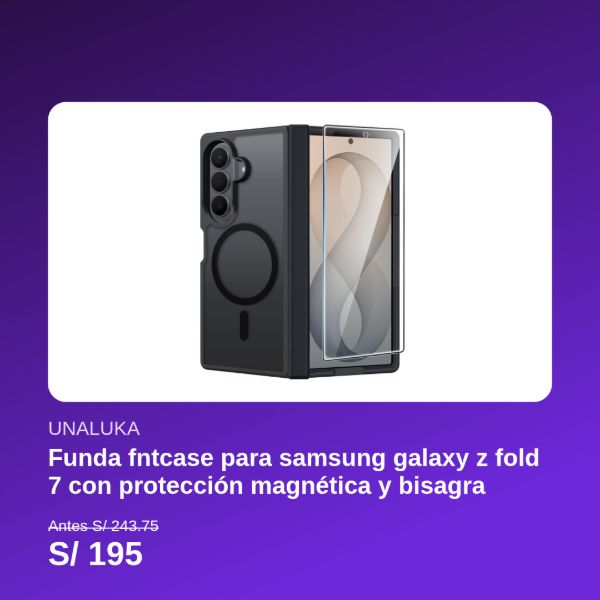 UNALUKA
Funda fntcase para samsung galaxy z fold
7 con protección magnética y bisagra
Antes S/ 243.75
S/ 195